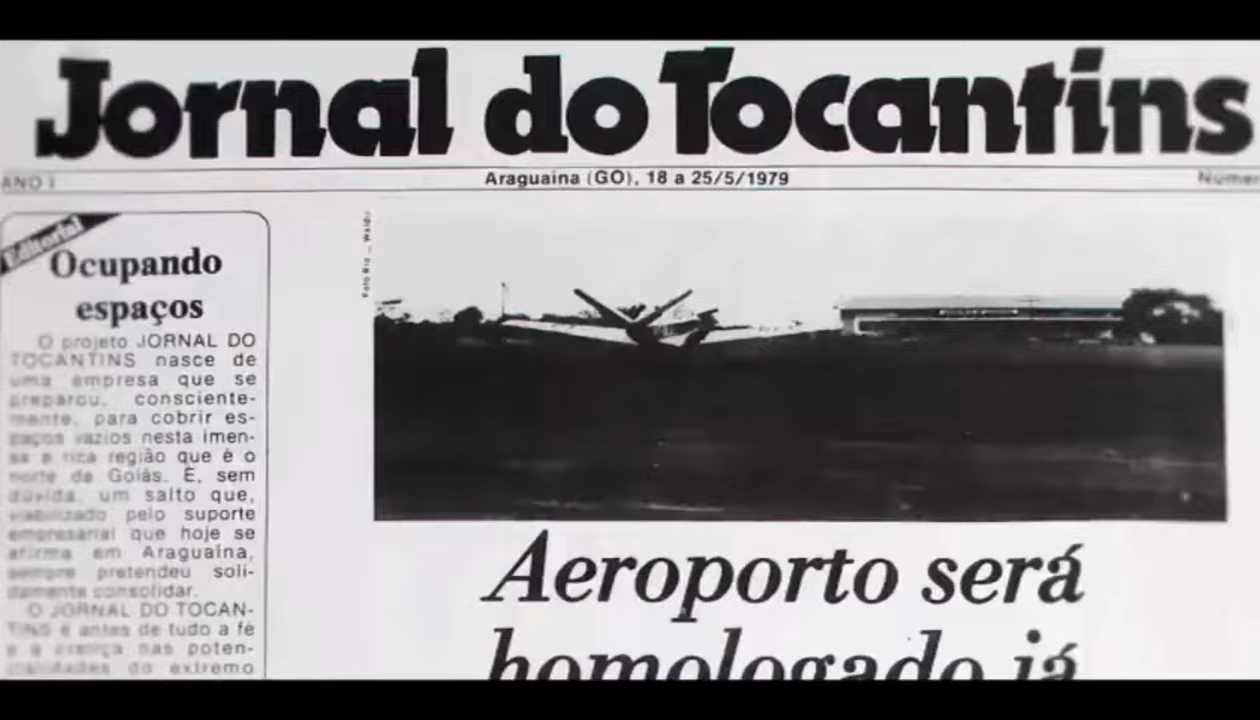 Jornal do Tocantins
ANO I
Araguaina (GO), 18 a 25/5/1979
Editorial
Ocupando
espaços
O projeto JORNAL DO
TOCANTINS nasce de
uma empresa que se
preparou, consciente-
mente, para cobrir es-
paços vazios nesta imen-
sa e rica região que é o
norte de Goiás. É, sem
dúvida, um salto que,
viabilizado pelo suporte
empresarial que hoje se
afirma em Araguaína,
sempre pretendeu soli-
damente consolidar.
O JORNAL DO TOCAN-
TINS é antes de tudo a fé
e a crença nas poten-
cialidades do extremo
Aeroporto será
homologado já